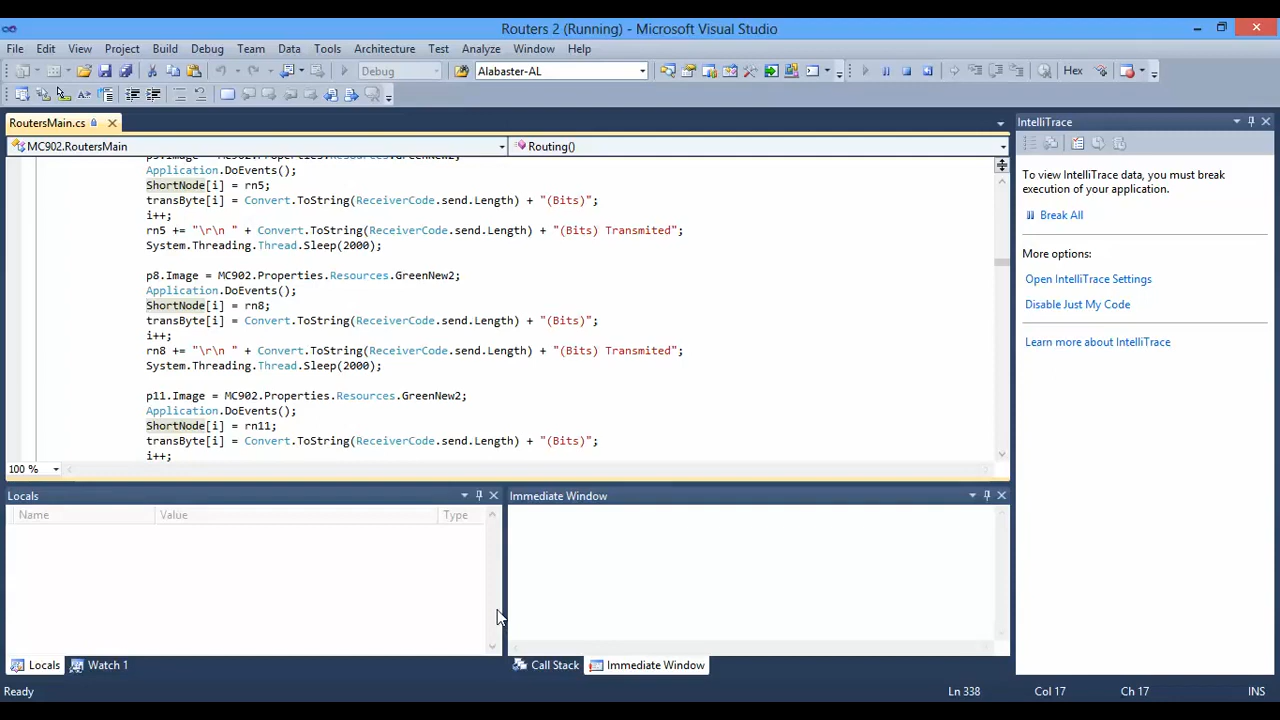 Routers 2 (Running) - Microsoft Visual Studio
File Edit View Project Build Debug Team Data Tools Architecture Test Analyze Window Help
Debug Alabaster-AL Hex
RoutersMain.cs
MC902.RoutersMain Routing()
Application.DoEvents();
ShortNode[i] = rn5;
transByte[i] = Convert.ToString(ReceiverCode.send.Length) + "(Bits)";
i++;
rn5 += "\r\n " + Convert.ToString(ReceiverCode.send.Length) + "(Bits) Transmited";
System.Threading.Thread.Sleep(2000);
p8.Image = MC902.Properties.Resources.GreenNew2;
Application.DoEvents();
ShortNode[i] = rn8;
transByte[i] = Convert.ToString(ReceiverCode.send.Length) + "(Bits)";
i++;
rn8 += "\r\n " + Convert.ToString(ReceiverCode.send.Length) + "(Bits) Transmited";
System.Threading.Thread.Sleep(2000);
p11.Image = MC902.Properties.Resources.GreenNew2;
Application.DoEvents();
ShortNode[i] = rn11;
transByte[i] = Convert.ToString(ReceiverCode.send.Length) + "(Bits)";
i++;
100 %
IntelliTrace
To view IntelliTrace data, you must break
execution of your application.
Break All
More options:
Open IntelliTrace Settings
Disable Just My Code
Learn more about IntelliTrace
Locals
Name Value Type
Locals Watch 1
Immediate Window
Call Stack Immediate Window
Ready Ln 338 Col 17 Ch 17 INS